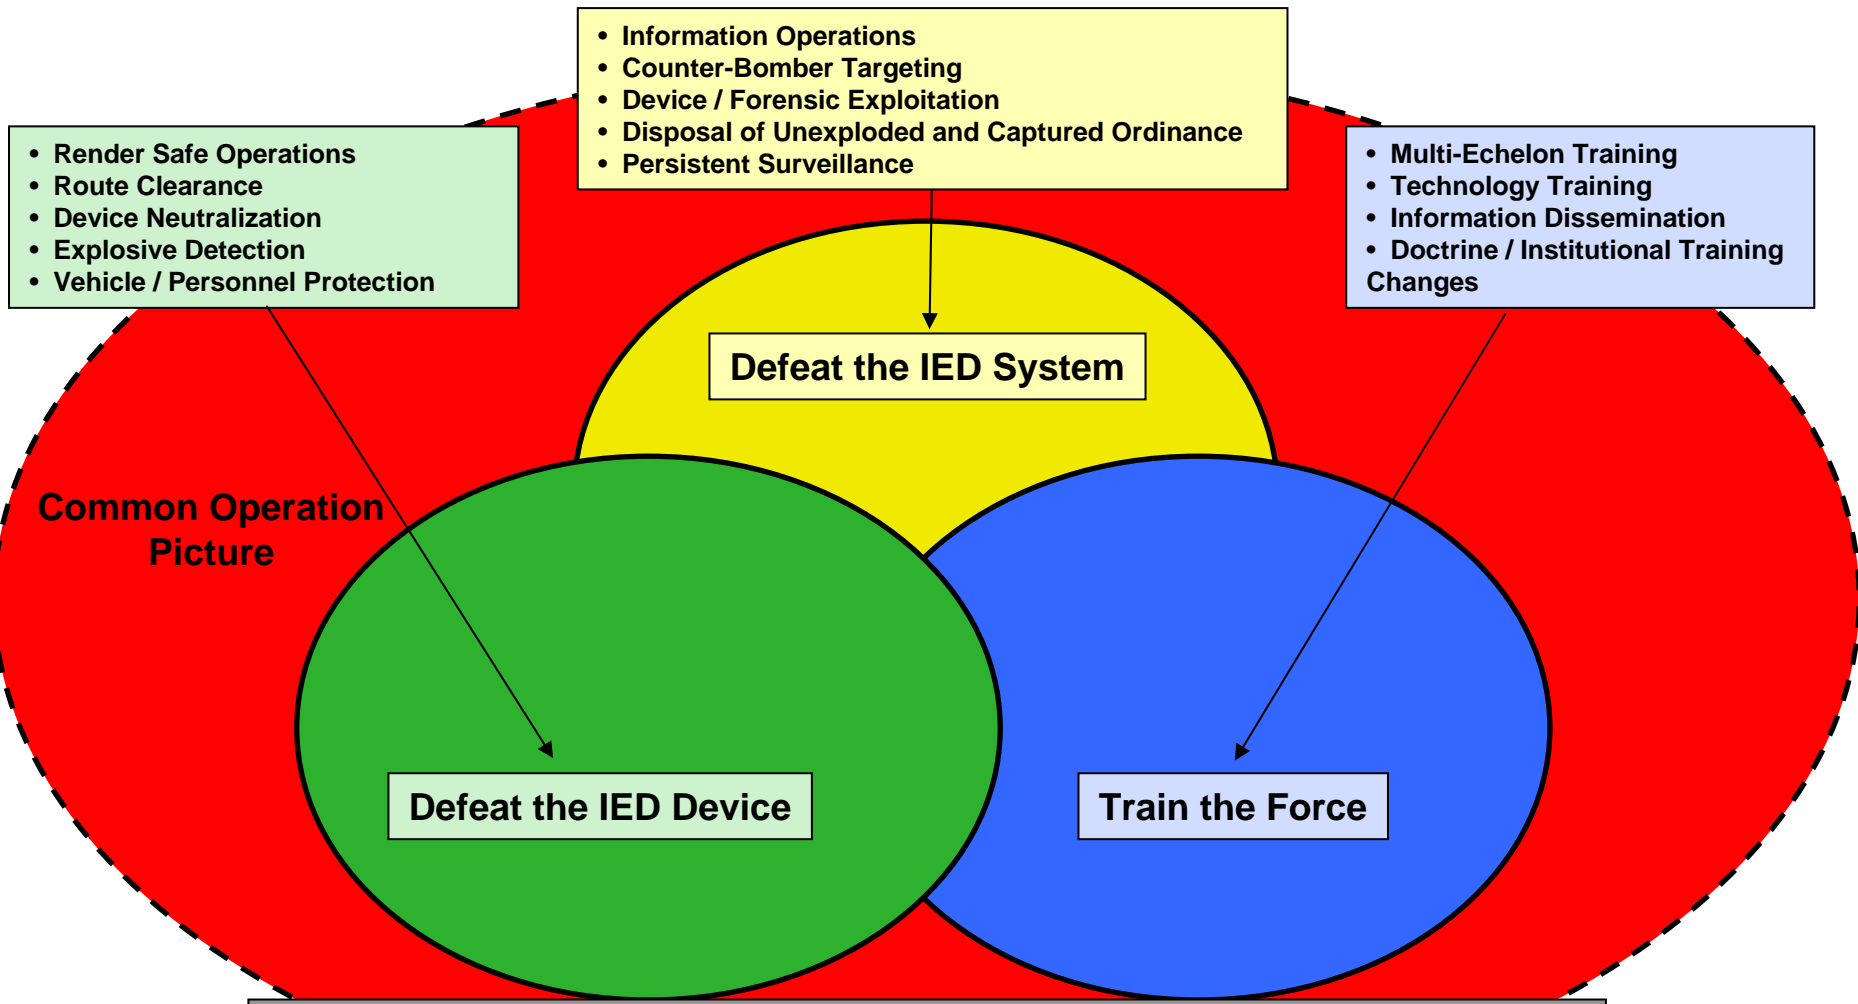 • Information Operations
• Counter-Bomber Targeting
• Device / Forensic Exploitation
• Disposal of Unexploded and Captured Ordinance
• Persistent Surveillance
• Render Safe Operations
• Route Clearance
• Device Neutralization
• Explosive Detection
• Vehicle / Personnel Protection
• Multi-Echelon Training
• Technology Training
• Information Dissemination
• Doctrine / Institutional Training
Changes
Defeat the IED System
Common Operation
Picture
Defeat the IED Device
Train the Force